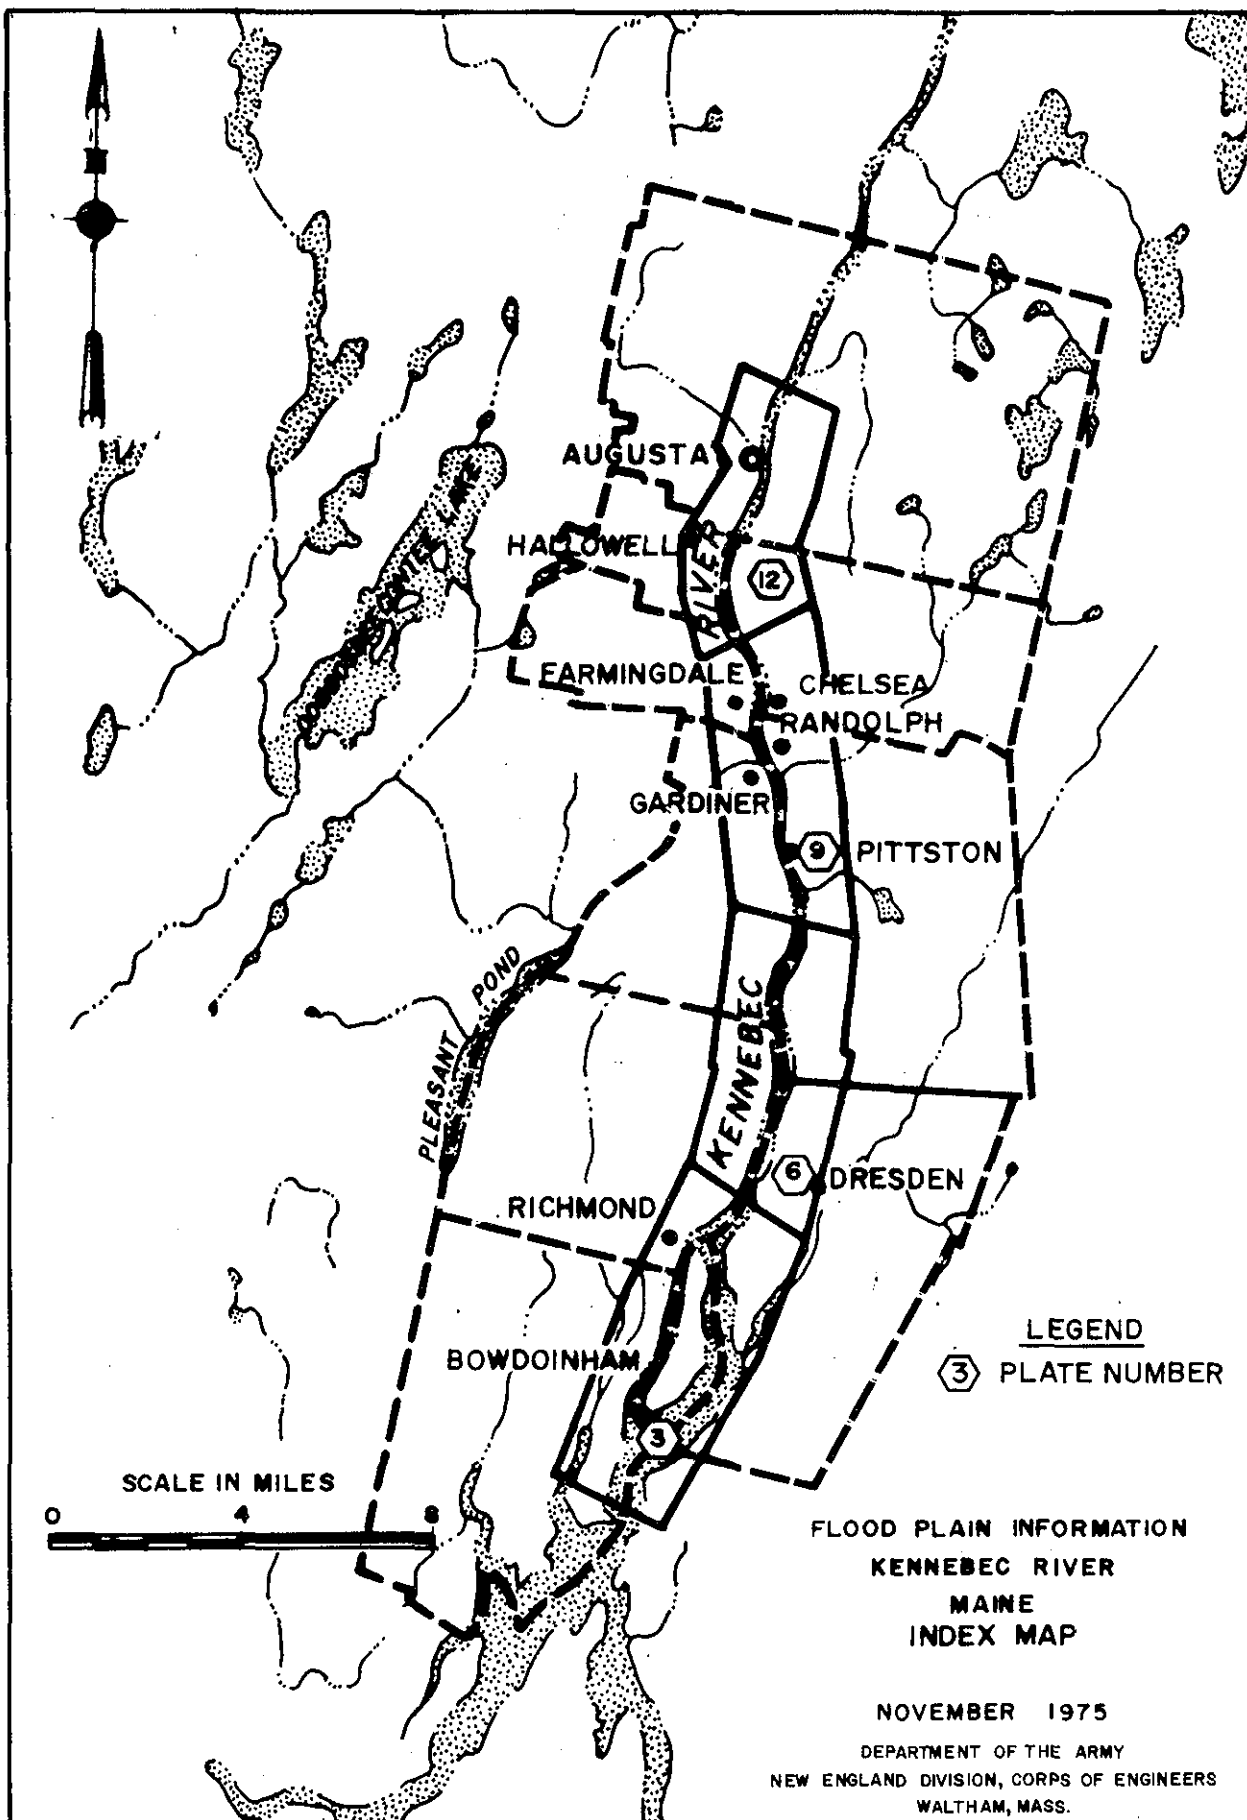 N
AUGUSTA
HALLOWELL
RIVER
12
COBBOSSEECONTEE LAKE
FARMINGDALE
CHELSEA
RANDOLPH
GARDINER
9
PITTSTON
PLEASANT POND
KENNEBEC
6
DRESDEN
RICHMOND
BOWDOINHAM
3
LEGEND
3 PLATE NUMBER
SCALE IN MILES
0 4 8
FLOOD PLAIN INFORMATION
KENNEBEC RIVER
MAINE
INDEX MAP
NOVEMBER 1975
DEPARTMENT OF THE ARMY
NEW ENGLAND DIVISION, CORPS OF ENGINEERS
WALTHAM, MASS.